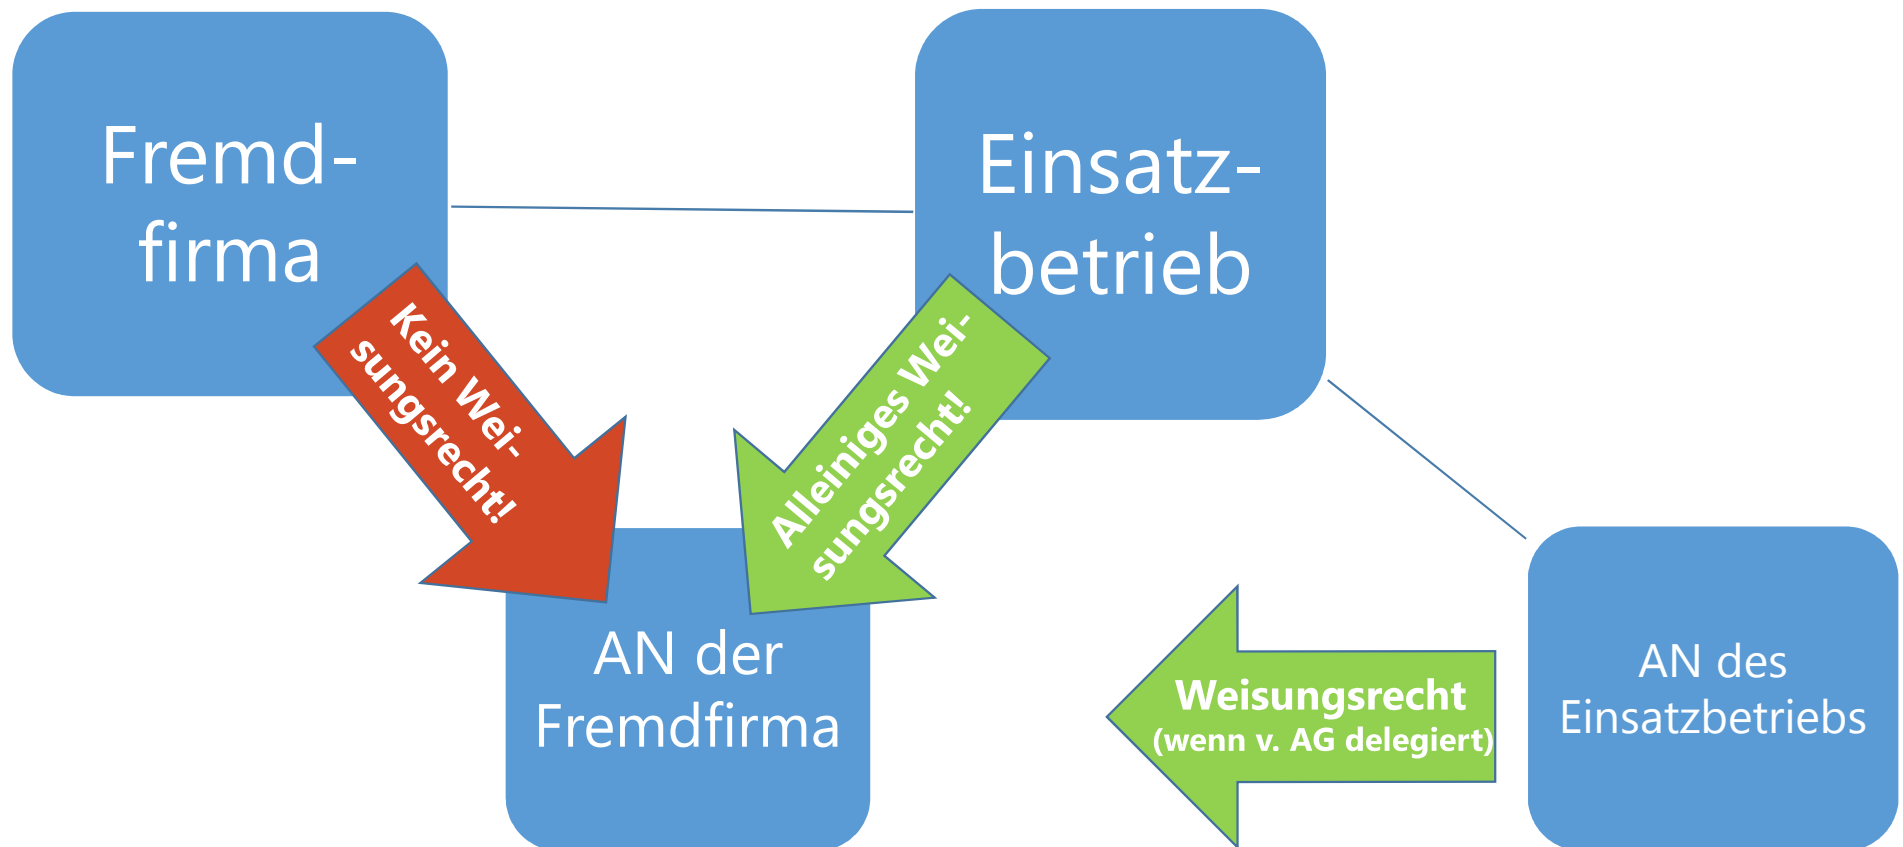 Fremd-
firma
Einsatz-
betrieb
Kein Wei-
sungsrecht!
Alleiniges Wei-
sungsrecht!
AN der
Fremdfirma
Weisungsrecht
(wenn v. AG delegiert)
AN des
Einsatzbetriebs